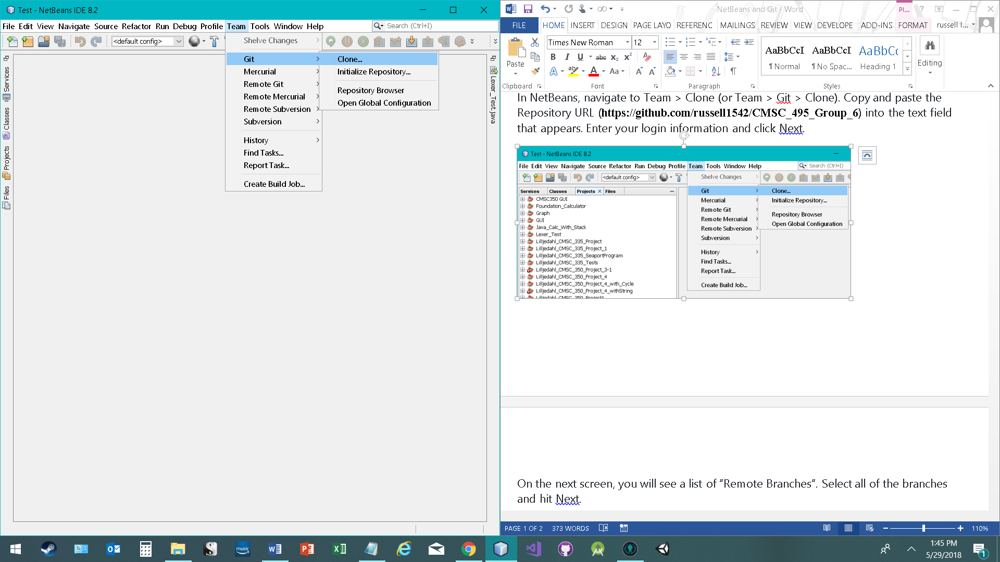 Test - NetBeans IDE 8.2
File Edit View Navigate Source Refactor Run Debug Profile Team Tools Window Help
Search (Ctrl+I)
<default config>
Shelve Changes
Git
Mercurial
Remote Git
Remote Mercurial
Remote Subversion
Subversion
History
Find Tasks...
Report Task...
Create Build Job...
Clone...
Initialize Repository...
Repository Browser
Open Global Configuration
Services
Classes
Projects
Files
Lexer_Test.java
NetBeans and Git - Word
PI...
FILE HOME INSERT DESIGN PAGE LAYO REFERENC MAILINGS REVIEW VIEW DEVELOPE ADD-INS FORMAT russell l...
Paste
Times New Roman 12
AaBbCcI AaBbCcI AaBbCc
¶ Normal ¶ No Spac... Heading 1
Editing
Clipboard Font Paragraph Styles
In NetBeans, navigate to Team > Clone (or Team > Git > Clone). Copy and paste the
Repository URL (https://github.com/russell1542/CMSC_495_Group_6) into the text field
that appears. Enter your login information and click Next.
Test - NetBeans IDE 8.2
File Edit View Navigate Source Refactor Run Debug Profile Team Tools Window Help
Search (Ctrl+I)
<default config>
Services Classes Projects Files
CMSC350 GUI
Foundation_Calculator
Graph
GUI
Java_Calc_With_Stack
Lexer_Test
Lilljedahl_CMSC_335_Project
Lilljedahl_CMSC_335_Project_1
Lilljedahl_CMSC_335_SeaportProgram
Lilljedahl_CMSC_335_Tests
Lilljedahl_CMSC_350_Project_3-1
Lilljedahl_CMSC_350_Project_4
Lilljedahl_CMSC_350_Project_4_with_Cycle
Lilljedahl_CMSC_350_Project_4_withString
Lilljedahl_CMSC_350_Project1
Shelve Changes
Git
Mercurial
Remote Git
Remote Mercurial
Remote Subversion
Subversion
History
Find Tasks...
Report Task...
Create Build Job...
Clone...
Initialize Repository...
Repository Browser
Open Global Configuration
On the next screen, you will see a list of "Remote Branches". Select all of the branches
and hit Next.
PAGE 1 OF 2 373 WORDS
110%
music
1:45 PM
5/29/2018
1